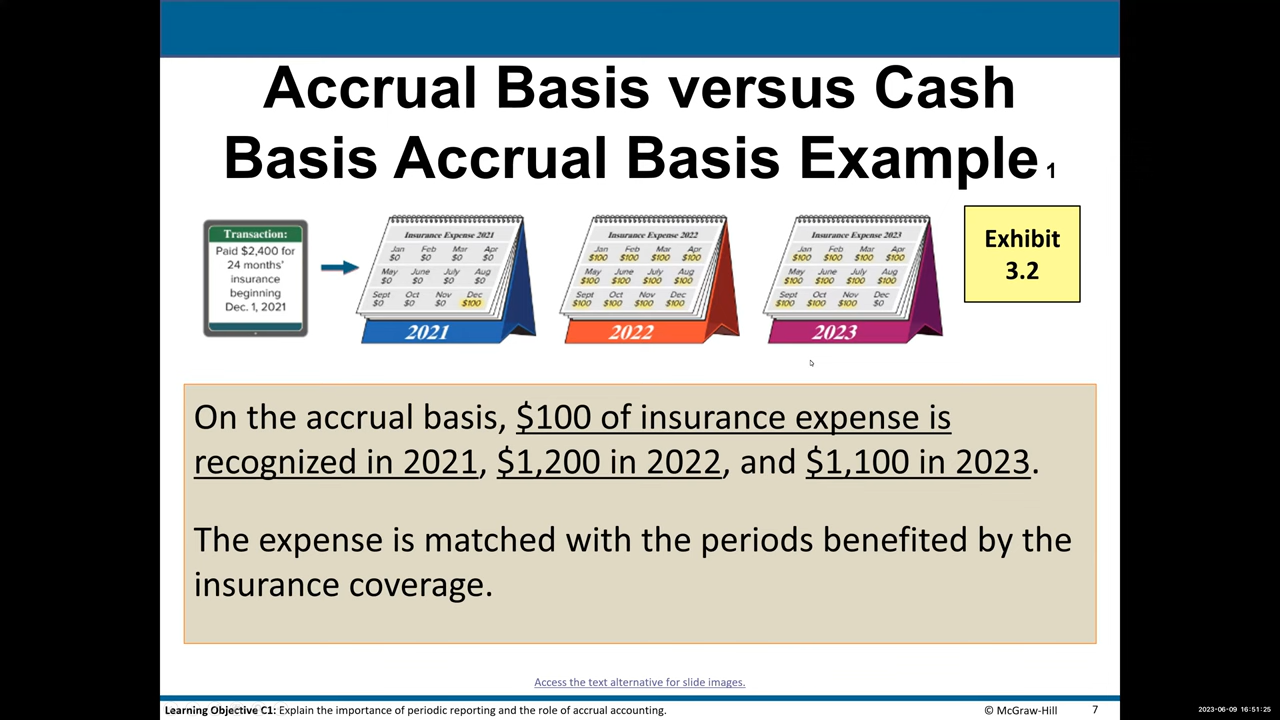 Accrual Basis versus Cash
Basis Accrual Basis Example 1
Transaction:
Paid $2,400 for
24 months'
insurance
beginning
Dec. 1, 2021
Insurance Expense 2021
Jan Feb Mar Apr
$0 $0 $0 $0
May June July Aug
$0 $0 $0 $0
Sept Oct Nov Dec
$0 $0 $0 $100
2021
Insurance Expense 2022
Jan Feb Mar Apr
$100 $100 $100 $100
May June July Aug
$100 $100 $100 $100
Sept Oct Nov Dec
$100 $100 $100 $100
2022
Insurance Expense 2023
Jan Feb Mar Apr
$100 $100 $100 $100
May June July Aug
$100 $100 $100 $100
Sept Oct Nov Dec
$100 $100 $100 $0
2023
Exhibit
3.2
On the accrual basis, $100 of insurance expense is
recognized in 2021, $1,200 in 2022, and $1,100 in 2023.
The expense is matched with the periods benefited by the
insurance coverage.
Access the text alternative for slide images.
Learning Objective C1: Explain the importance of periodic reporting and the role of accrual accounting.
© McGraw-Hill
7
2023-06-09 16:51:25